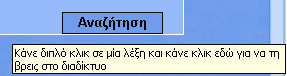 Αναζήτηση
Κάνε διπλό κλικ σε μία λέξη και κάνε κλικ εδώ για να τη
βρεις στο διαδίκτυο